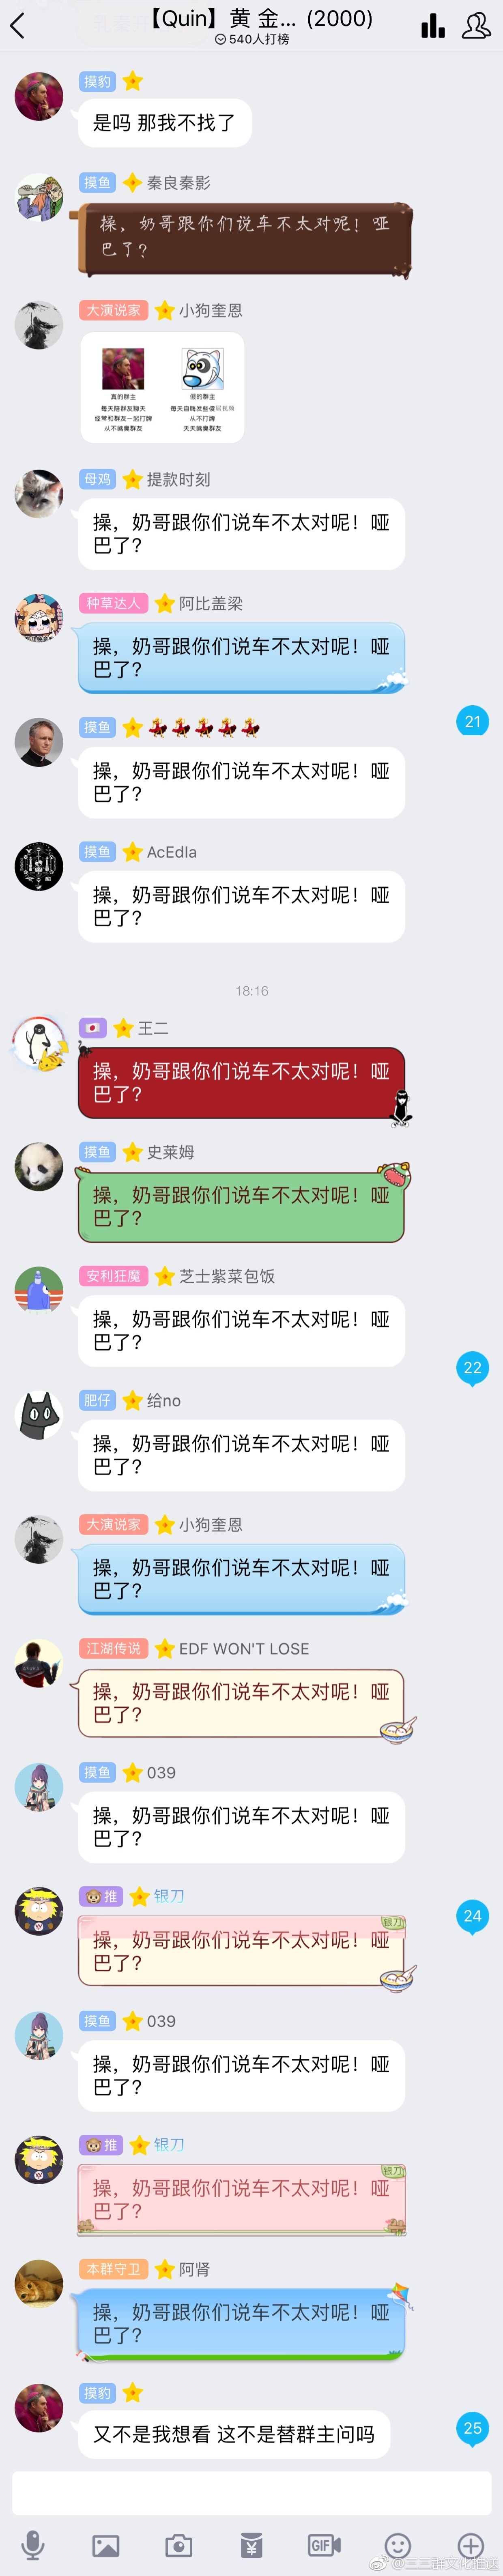 【Quin】黄 金... (2000)
540人打榜
摸豹
是吗 那我不找了
摸鱼 秦良秦影
操，奶哥跟你们说车不太对呢！哑
巴了？
大演说家 小狗奎恩
真的群主 假的群主
每天陪群友聊天
经常和群友一起打牌 从不打牌
从不搞臭群友 天天搞臭群友
母鸡 提款时刻
操，奶哥跟你们说车不太对呢！哑
巴了？
种草达人 阿比盖梁
操，奶哥跟你们说车不太对呢！哑
巴了？
摸鱼
21
操，奶哥跟你们说车不太对呢！哑
巴了？
摸鱼 AcEdIa
操，奶哥跟你们说车不太对呢！哑
巴了？
18:16
王二
操，奶哥跟你们说车不太对呢！哑
巴了？
摸鱼 史莱姆
操，奶哥跟你们说车不太对呢！哑
巴了？
安利狂魔 芝士紫菜包饭
操，奶哥跟你们说车不太对呢！哑
巴了？
22
肥仔 给no
操，奶哥跟你们说车不太对呢！哑
巴了？
大演说家 小狗奎恩
操，奶哥跟你们说车不太对呢！哑
巴了？
江湖传说 EDF WON'T LOSE
操，奶哥跟你们说车不太对呢！哑
巴了？
摸鱼 039
操，奶哥跟你们说车不太对呢！哑
巴了？
推 银刀
24
银刀
操，奶哥跟你们说车不太对呢！哑
巴了？
摸鱼 039
操，奶哥跟你们说车不太对呢！哑
巴了？
推 银刀
银刀
操，奶哥跟你们说车不太对呢！哑
巴了？
本群守卫 阿肾
操，奶哥跟你们说车不太对呢！哑
巴了？
摸豹
又不是我想看 这不是替群主问吗
25
GIF